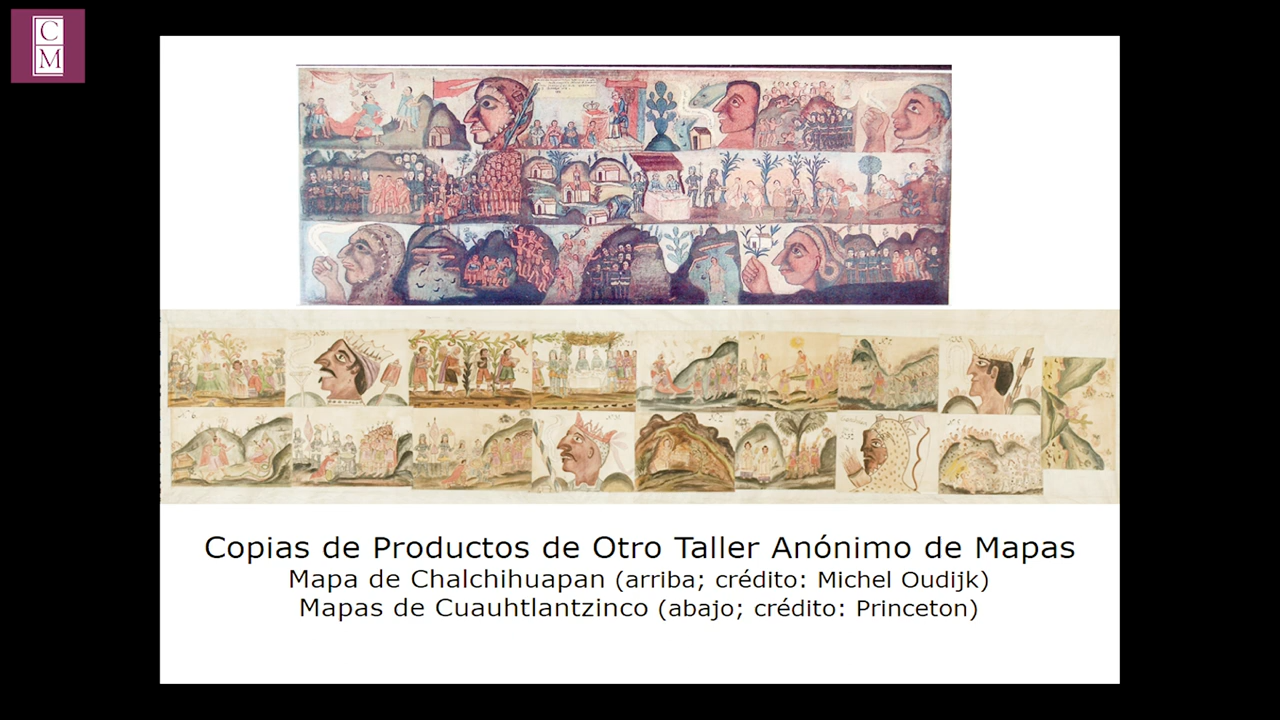 C
M
Copias de Productos de Otro Taller Anónimo de Mapas
Mapa de Chalchihuapan (arriba; crédito: Michel Oudijk)
Mapas de Cuauhtlantzinco (abajo; crédito: Princeton)